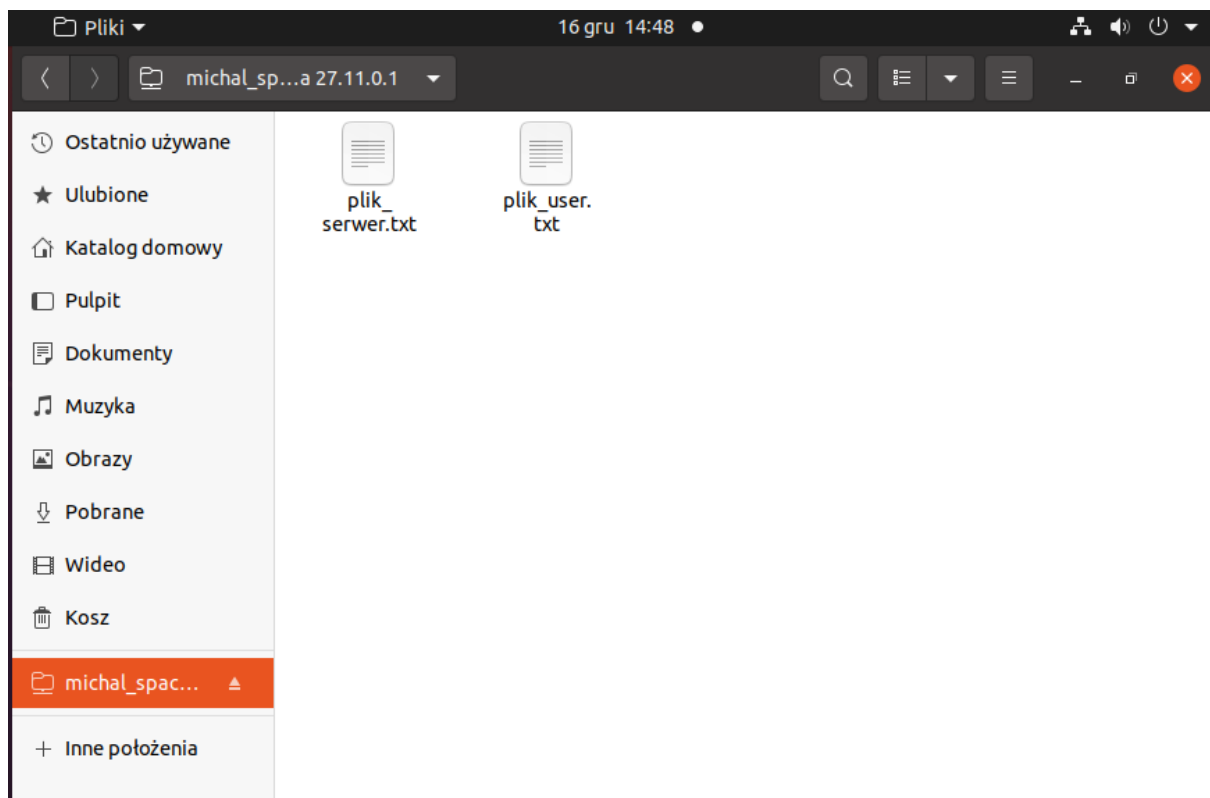 Pliki
16 gru 14:48
michal_sp...a 27.11.0.1
Ostatnio używane
Ulubione
Katalog domowy
Pulpit
Dokumenty
Muzyka
Obrazy
Pobrane
Wideo
Kosz
michal_spac...
Inne położenia
plik_
serwer.txt
plik_user.
txt